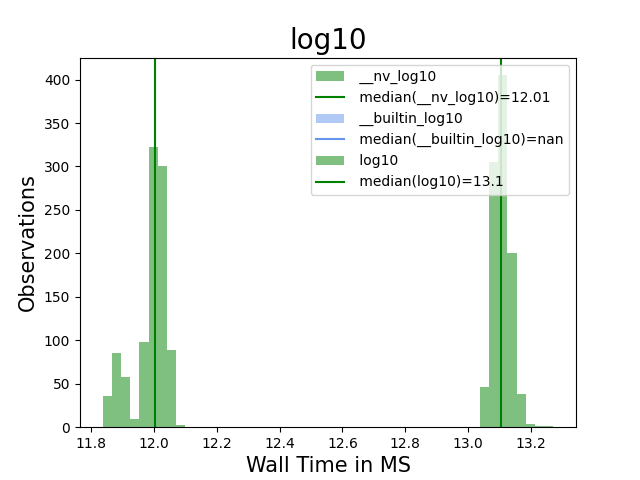 log10
Observations
400
350
300
250
200
150
100
50
0
__nv_log10
median(__nv_log10)=12.01
__builtin_log10
median(__builtin_log10)=nan
log10
median(log10)=13.1
11.8 12.0 12.2 12.4 12.6 12.8 13.0 13.2
Wall Time in MS